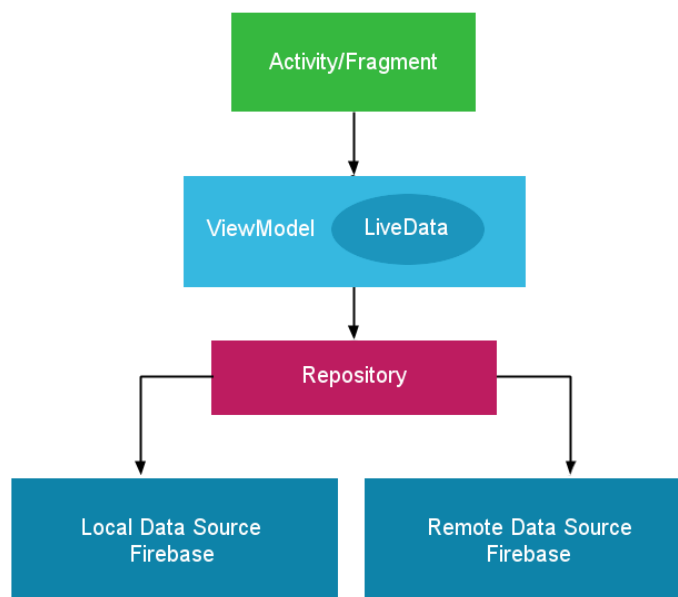 Activity/Fragment
ViewModel
LiveData
Repository
Local Data Source
Firebase
Remote Data Source
Firebase